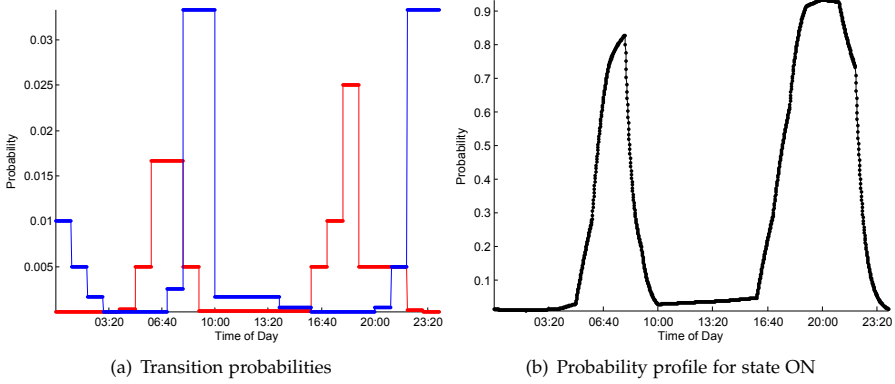 0.03
0.025
0.02
0.015
0.01
0.005
Probability
03:20 06:40 10:00 13:20 16:40 20:00 23:20
Time of Day
(a) Transition probabilities
0.9
0.8
0.7
0.6
0.5
0.4
0.3
0.2
0.1
Probability
03:20 06:40 10:00 13:20 16:40 20:00 23:20
Time of Day
(b) Probability profile for state ON